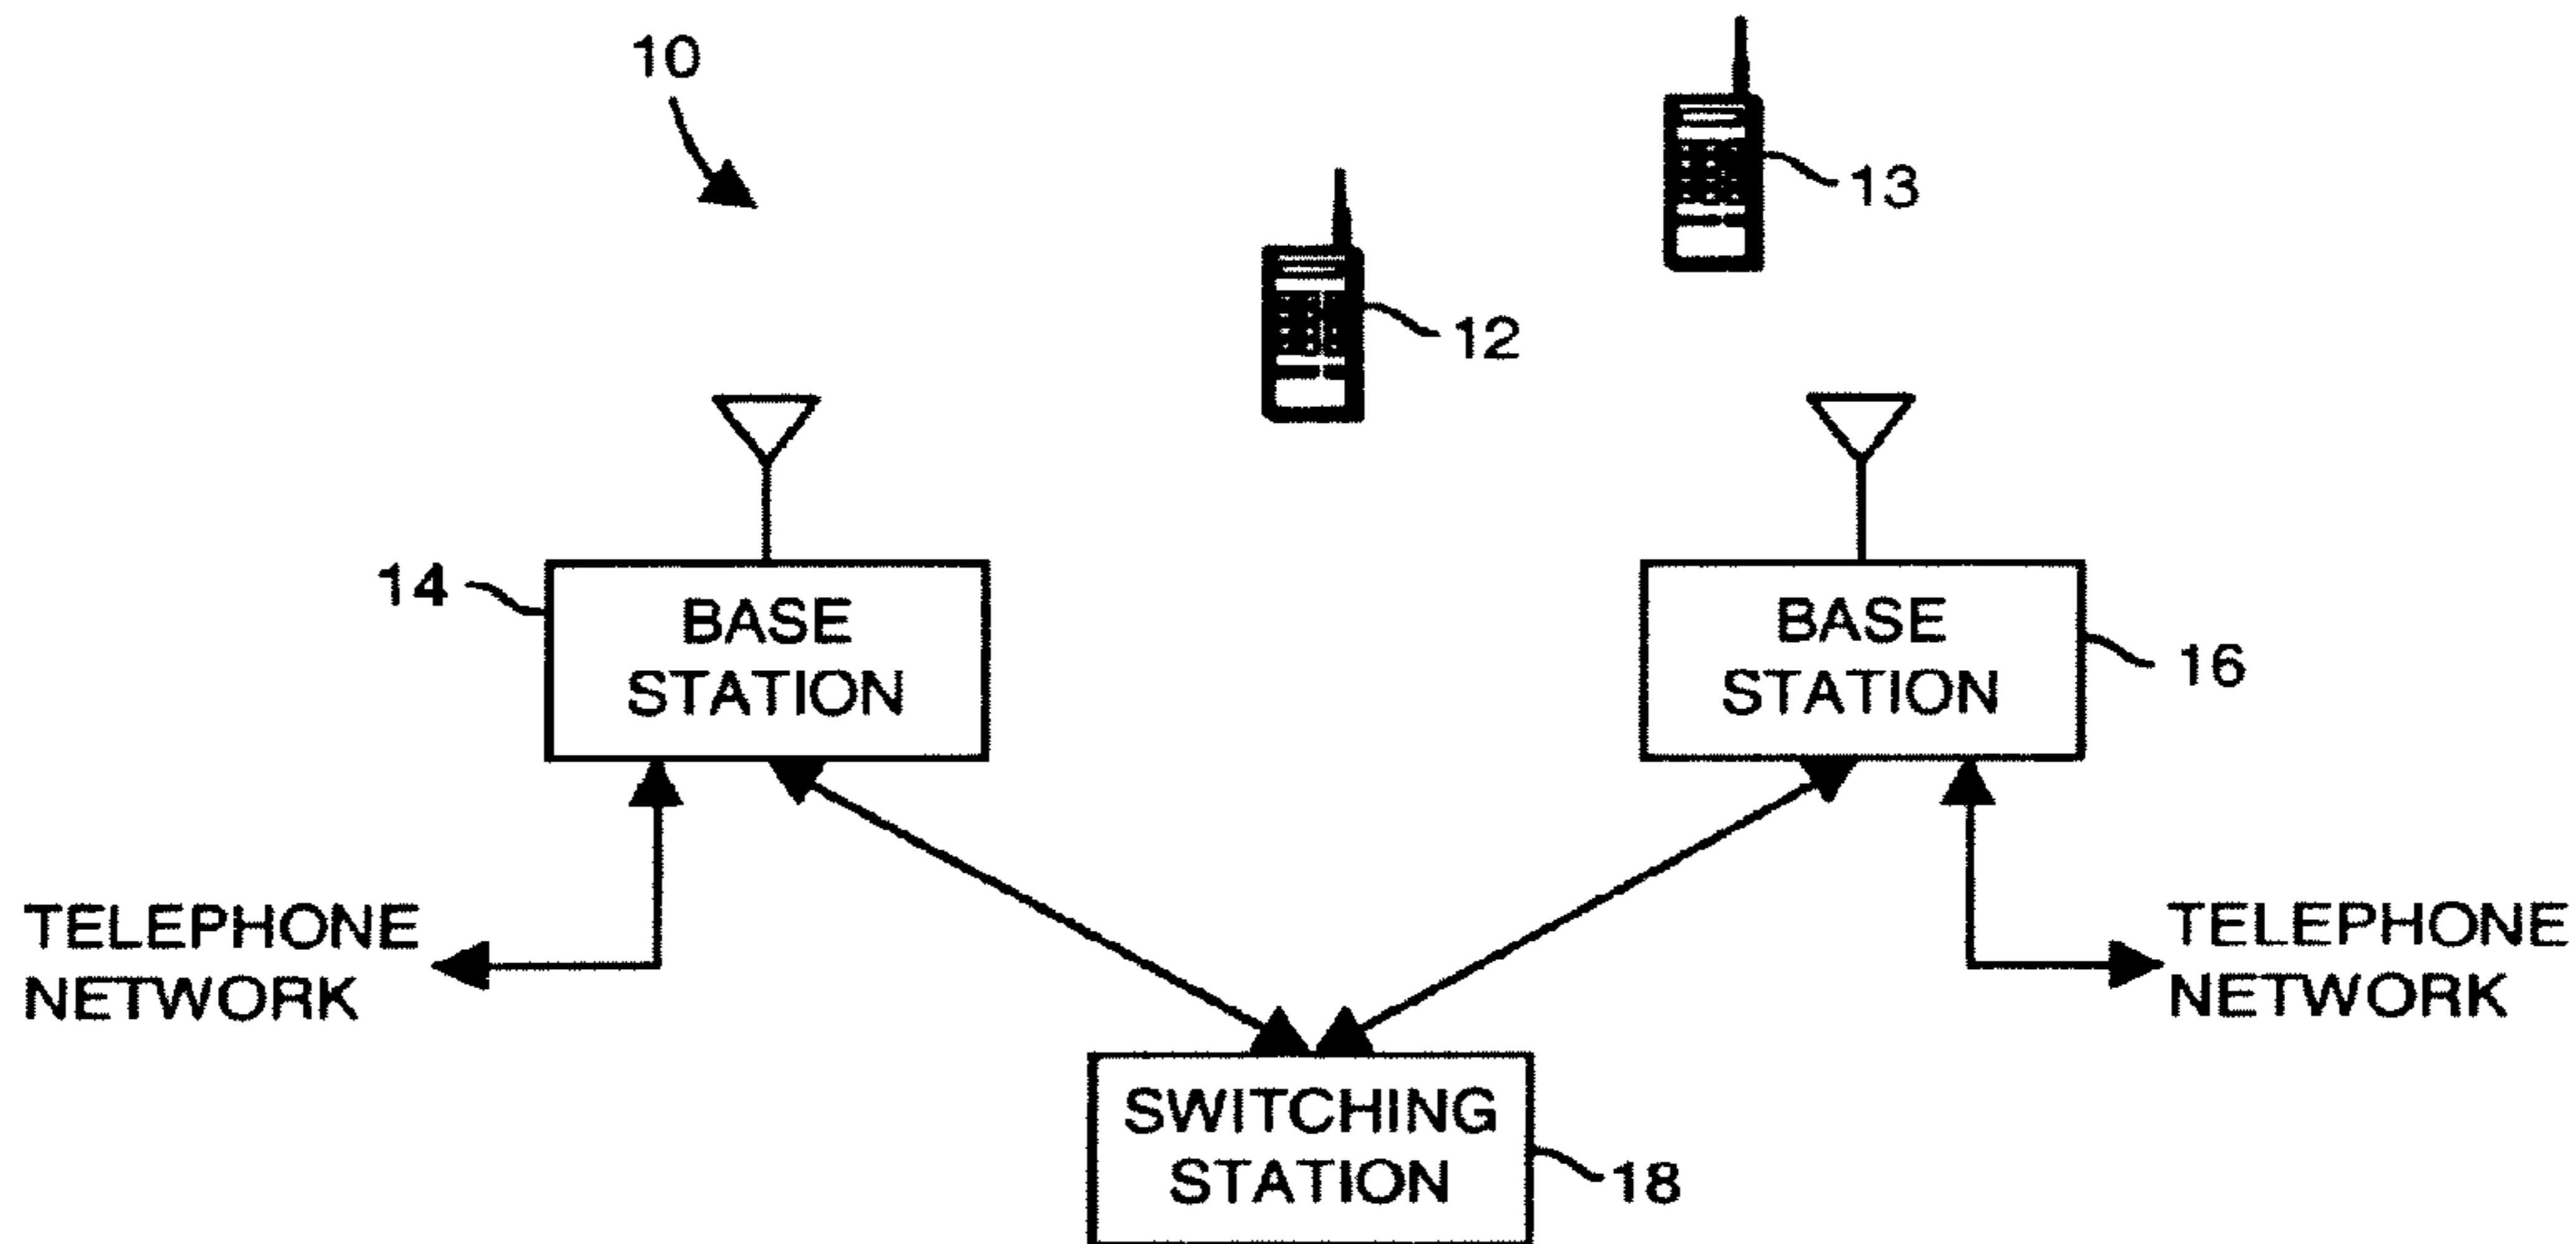 10
13
12
14
BASE
STATION
BASE
STATION
16
TELEPHONE
NETWORK
TELEPHONE
NETWORK
SWITCHING
STATION
18